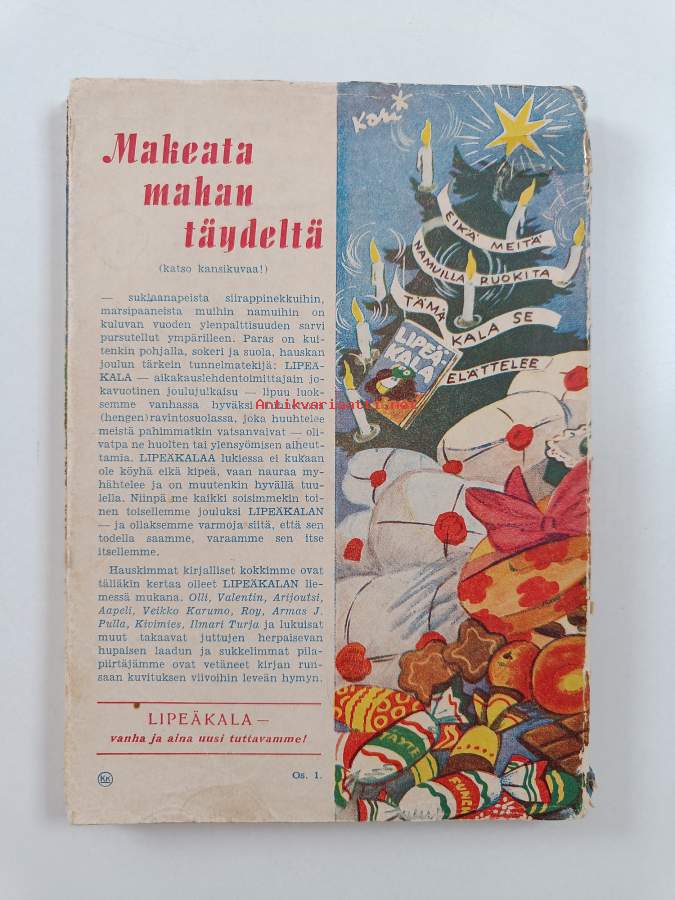 Makeata
mahan
täydeltä
(katso kansikuvaa!)
— suklaanapeista siirappinekkuihin,
marsipaaneista muihin namuihin on
kuluvan vuoden ylenpalttisuuden sarvi
pursutellut ympärilleen. Paras on kui-
tenkin pohjalla, sokeri ja suola, hauskan
joulun tärkein tunnelmatekijä: LIPEÄ-
KALA — aikakauslehdentoimittajain jo-
kavuotinen joulujulkaisu — lipuu luok-
semme vanhassa hyväksi
(hengen)ravintosuolassa, joka huuhtelee
meistä pahimmatkin vatsanvaivat — oli-
vatpa ne huolten tai ylensyömisen aiheut-
tamia. LIPEÄKALAA lukiessa ei kukaan
ole köyhä eikä kipeä, vaan nauraa my-
hähtelee ja on muutenkin hyvällä tuu-
lella. Niinpä me kaikki soisimmekin toi-
nen toisellemme jouluksi LIPEÄKALAN
— ja ollaksemme varmoja siitä, että sen
todella saamme, varaamme sen itse
itsellemme.
Hauskimmat kirjalliset kokkimme ovat
tälläkin kertaa olleet LIPEÄKALAN lie-
messä mukana. Olli, Valentin, Arijoutsi,
Aapeli, Veikko Karumo, Roy, Armas J.
Pulla, Kivimies, Ilmari Turja ja lukuisat
muut takaavat juttujen herpaisevan
hupaisen laadun ja sukkelimmat pila-
piirtäjämme ovat vetäneet kirjan run-
saan kuvituksen viivoihin leveän hymyn.
LIPEÄKALA —
vanha ja aina uusi tuttavamme!
KK
Os. 1.
Kari
EIKÄ MEITÄ
NAMUILLA RUOKITA
TÄMÄ
KALA SE
ELÄTTELEE
LIPEÄ
KALA
TÄYTE
Antikvariaatti.net